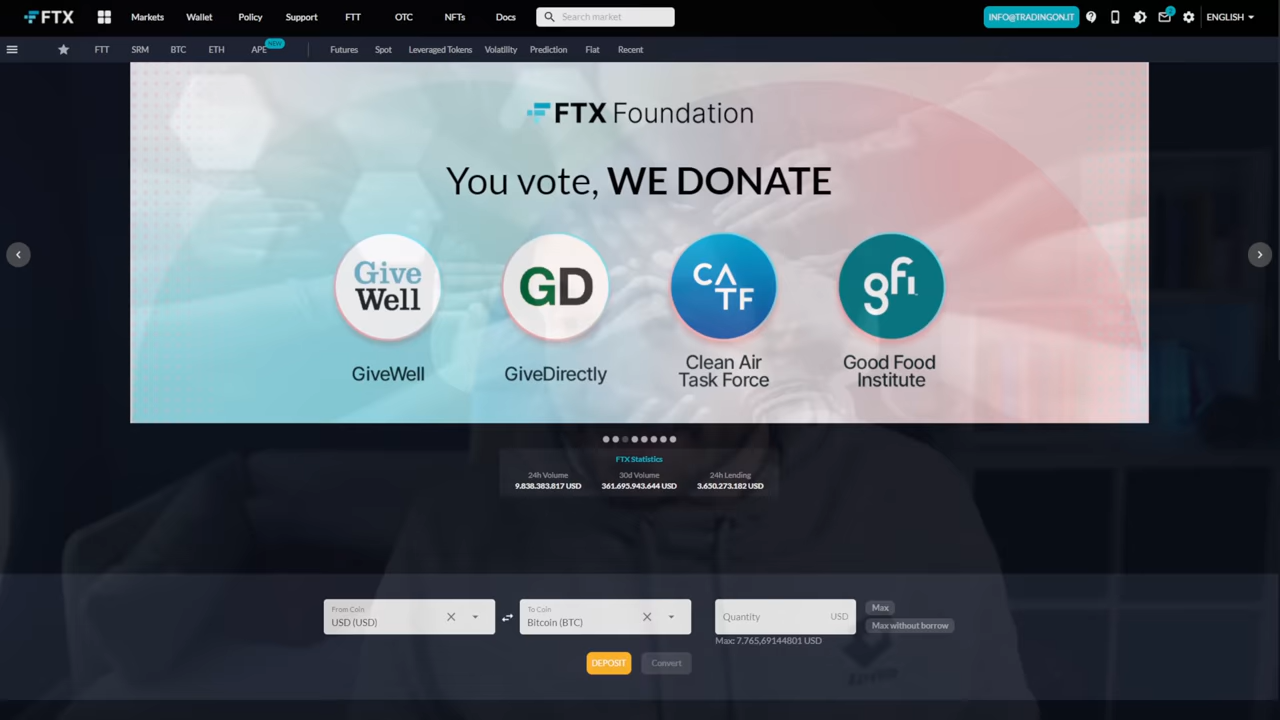 FTX Markets Wallet Policy Support FTT OTC NFTs Docs Search market INFO@TRADINGON.IT ENGLISH
FTT SRM BTC ETH APE NEW Futures Spot Leveraged Tokens Volatility Prediction Fiat Recent
FTX Foundation
You vote, WE DONATE
Give Well
GD
CATF
gfi
GiveWell
GiveDirectly
Clean Air
Task Force
Good Food
Institute
FTX Statistics
24h Volume 30d Volume 24h Lending
9.838.383.817 USD 361.695.943.644 USD 3.650.273.182 USD
From Coin
USD (USD)
To Coin
Bitcoin (BTC)
Quantity USD
Max: 7.765,69144801 USD
Max
Max without borrow
DEPOSIT Convert